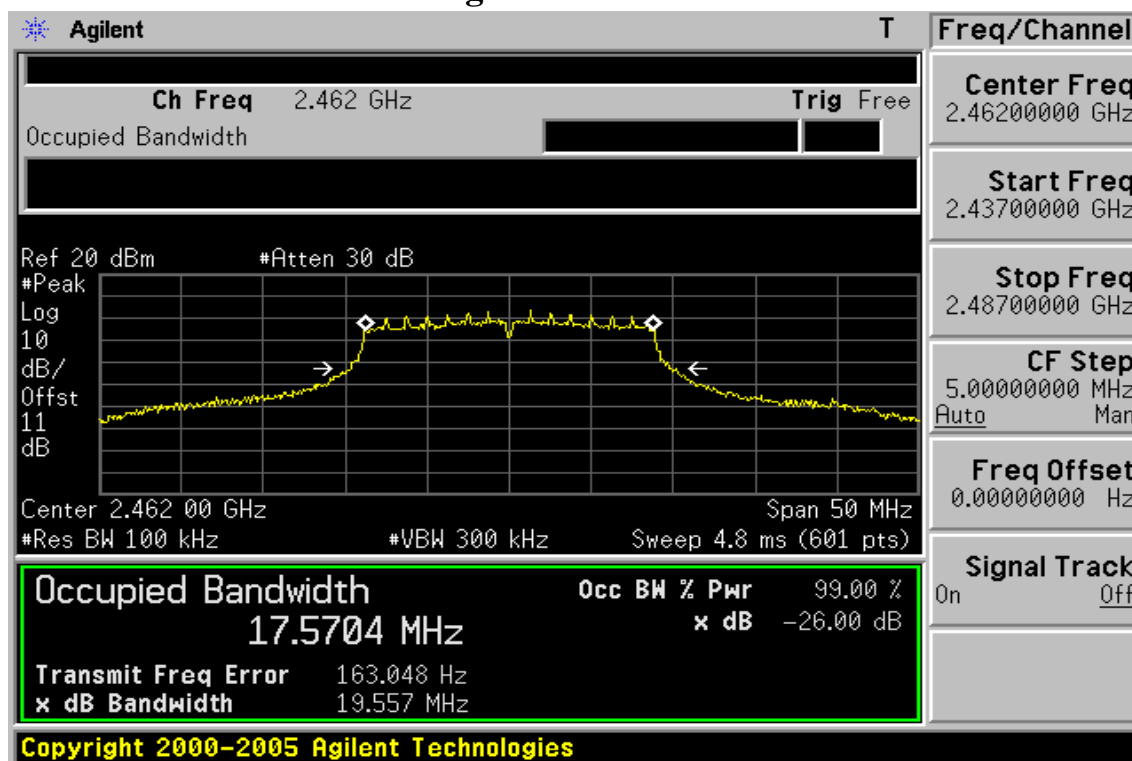 Agilent T Freq/Channel
Ch Freq 2.462 GHz Trig Free
Occupied Bandwidth
Center Freq
2.46200000 GHz
Start Freq
2.43700000 GHz
Stop Freq
2.48700000 GHz
CF Step
5.00000000 MHz
Auto Man
Freq Offset
0.00000000 Hz
Signal Track
On Off
Ref 20 dBm #Atten 30 dB
#Peak
Log
10
dB/
Offst
11
dB
Center 2.462 00 GHz Span 50 MHz
#Res BW 100 kHz #VBW 300 kHz Sweep 4.8 ms (601 pts)
Occupied Bandwidth Occ BW % Pwr 99.00 %
17.5704 MHz x dB -26.00 dB
Transmit Freq Error 163.048 Hz
x dB Bandwidth 19.557 MHz
Copyright 2000-2005 Agilent Technologies